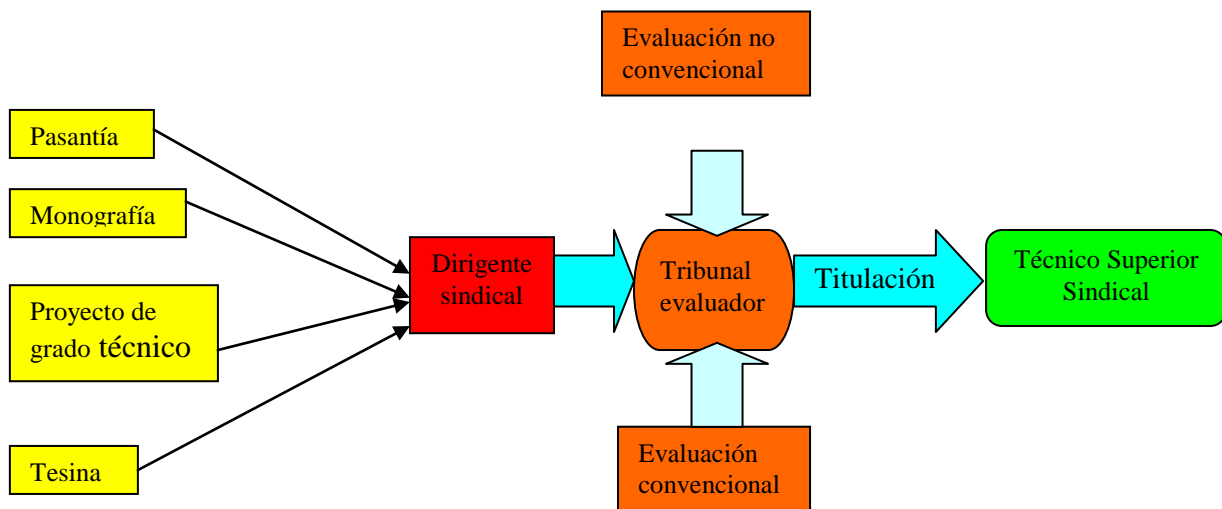 Evaluación no
convencional
Pasantía
Monografía
Proyecto de
grado técnico
Tesina
Dirigente
sindical
Tribunal
evaluador
Titulación
Técnico Superior
Sindical
Evaluación
convencional